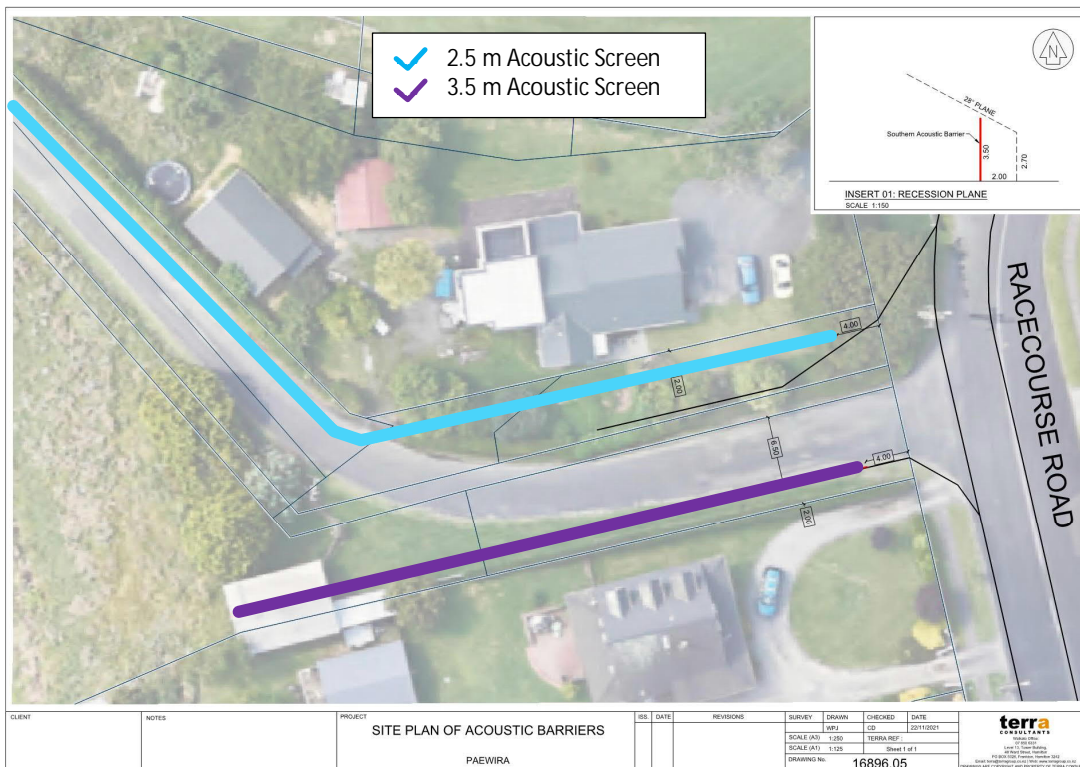 2.5 m Acoustic Screen
3.5 m Acoustic Screen
N
28° PLANE
Southern Acoustic Barrier
3.50
2.70
2.00
INSERT 01: RECESSION PLANE
SCALE 1:150
RACECOURSE ROAD
4.00
2.00
6.50
4.00
2.00
CLIENT
NOTES
PROJECT
SITE PLAN OF ACOUSTIC BARRIERS
PAEWIRA
ISS.
DATE
REVISIONS
SURVEY
DRAWN
CHECKED
DATE
WPJ
CD
22/11/2021
SCALE (A3)
1:250
TERRA REF :
SCALE (A1)
1:125
Sheet 1 of 1
DRAWING No.
16896.05
terra
CONSULTANTS